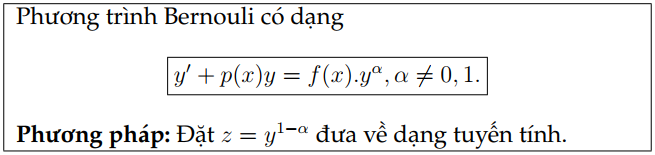 Phương trình Bernouli có dạng
y′ + p(x)y = f(x).y^α, α ≠ 0, 1.
Phương pháp: Đặt z = y^{1−α} đưa về dạng tuyến tính.